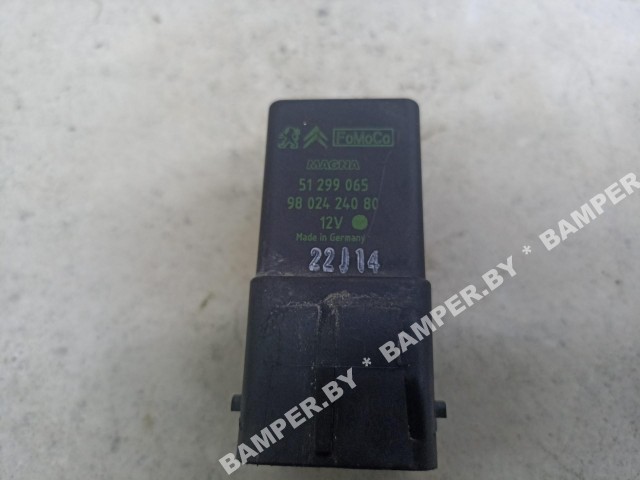 FoMoCo
MAGNA
51 299 065
98 024 240 80
12V
Made in Germany
22J14
BAMPER.BY * BAMPER.BY * BAMPER.BY